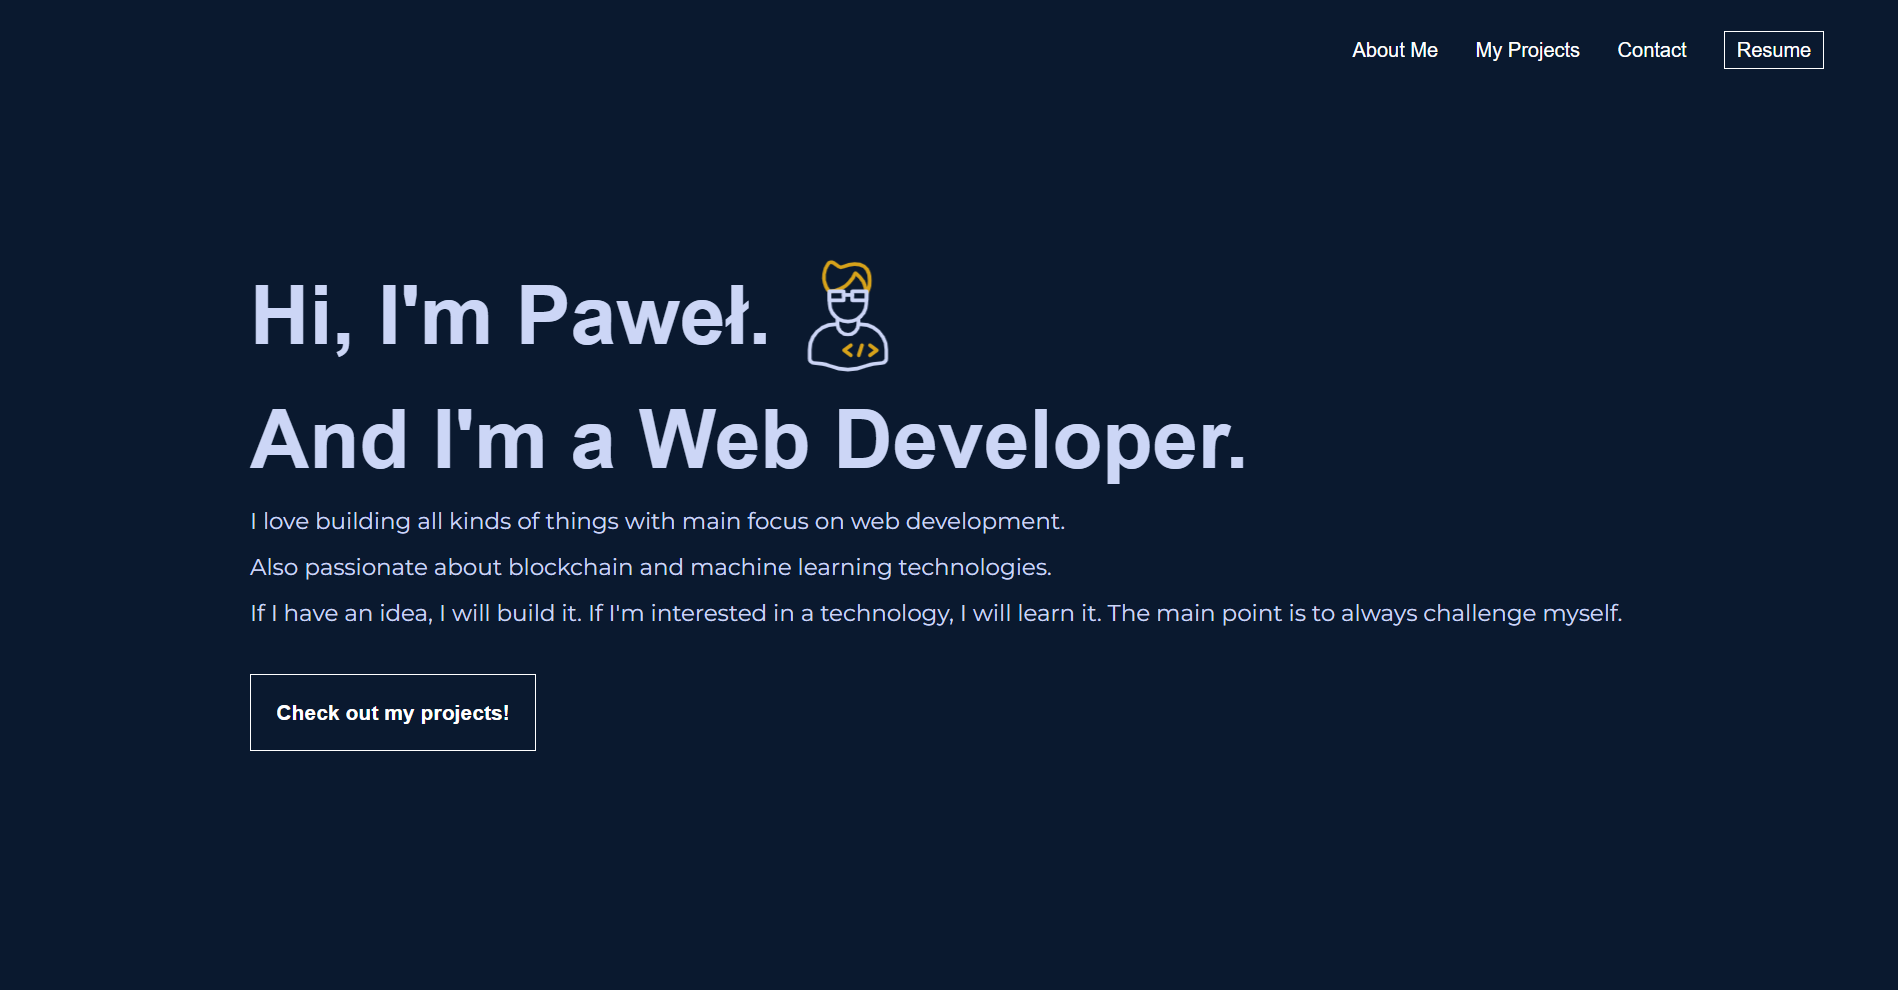 About Me My Projects Contact Resume
Hi, I'm Paweł.
</>
And I'm a Web Developer.
I love building all kinds of things with main focus on web development.
Also passionate about blockchain and machine learning technologies.
If I have an idea, I will build it. If I'm interested in a technology, I will learn it. The main point is to always challenge myself.
Check out my projects!